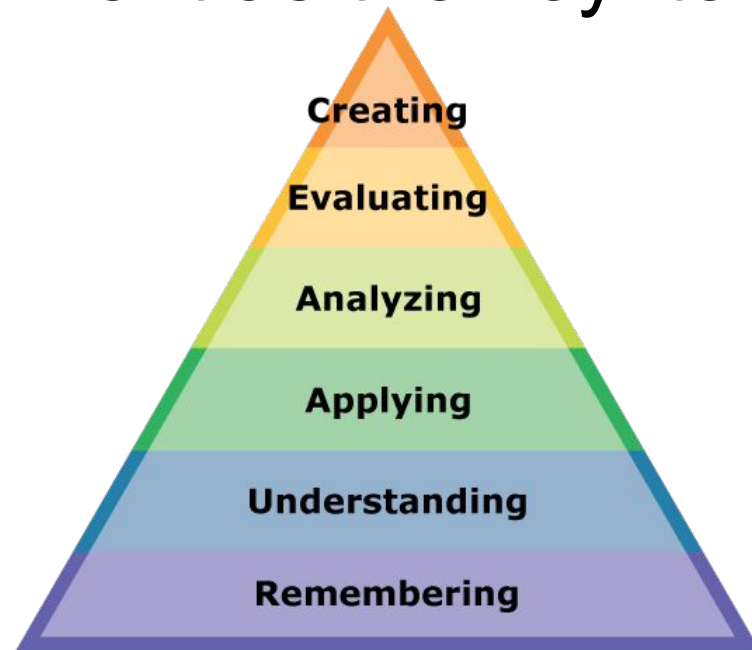 Creating
Evaluating
Analyzing
Applying
Understanding
Remembering